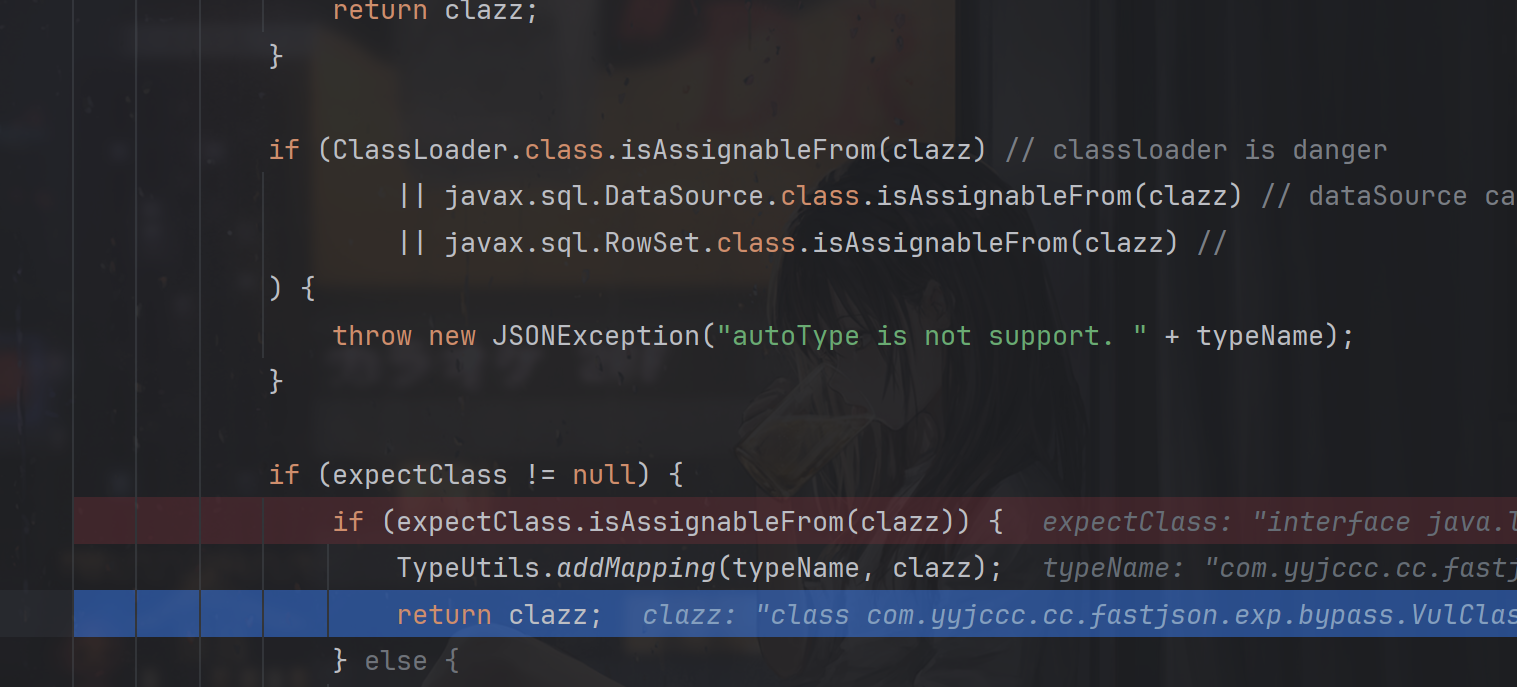 return clazz;
}
if (ClassLoader.class.isAssignableFrom(clazz) // classloader is danger
|| javax.sql.DataSource.class.isAssignableFrom(clazz) // dataSource ca
|| javax.sql.RowSet.class.isAssignableFrom(clazz) //
) {
throw new JSONException("autoType is not support. " + typeName);
}
if (expectClass != null) {
if (expectClass.isAssignableFrom(clazz)) { expectClass: "interface java.l
TypeUtils.addMapping(typeName, clazz); typeName: "com.yyjccc.cc.fastj
return clazz; clazz: "class com.yyjccc.cc.fastjson.exp.bypass.VulClas
} else {